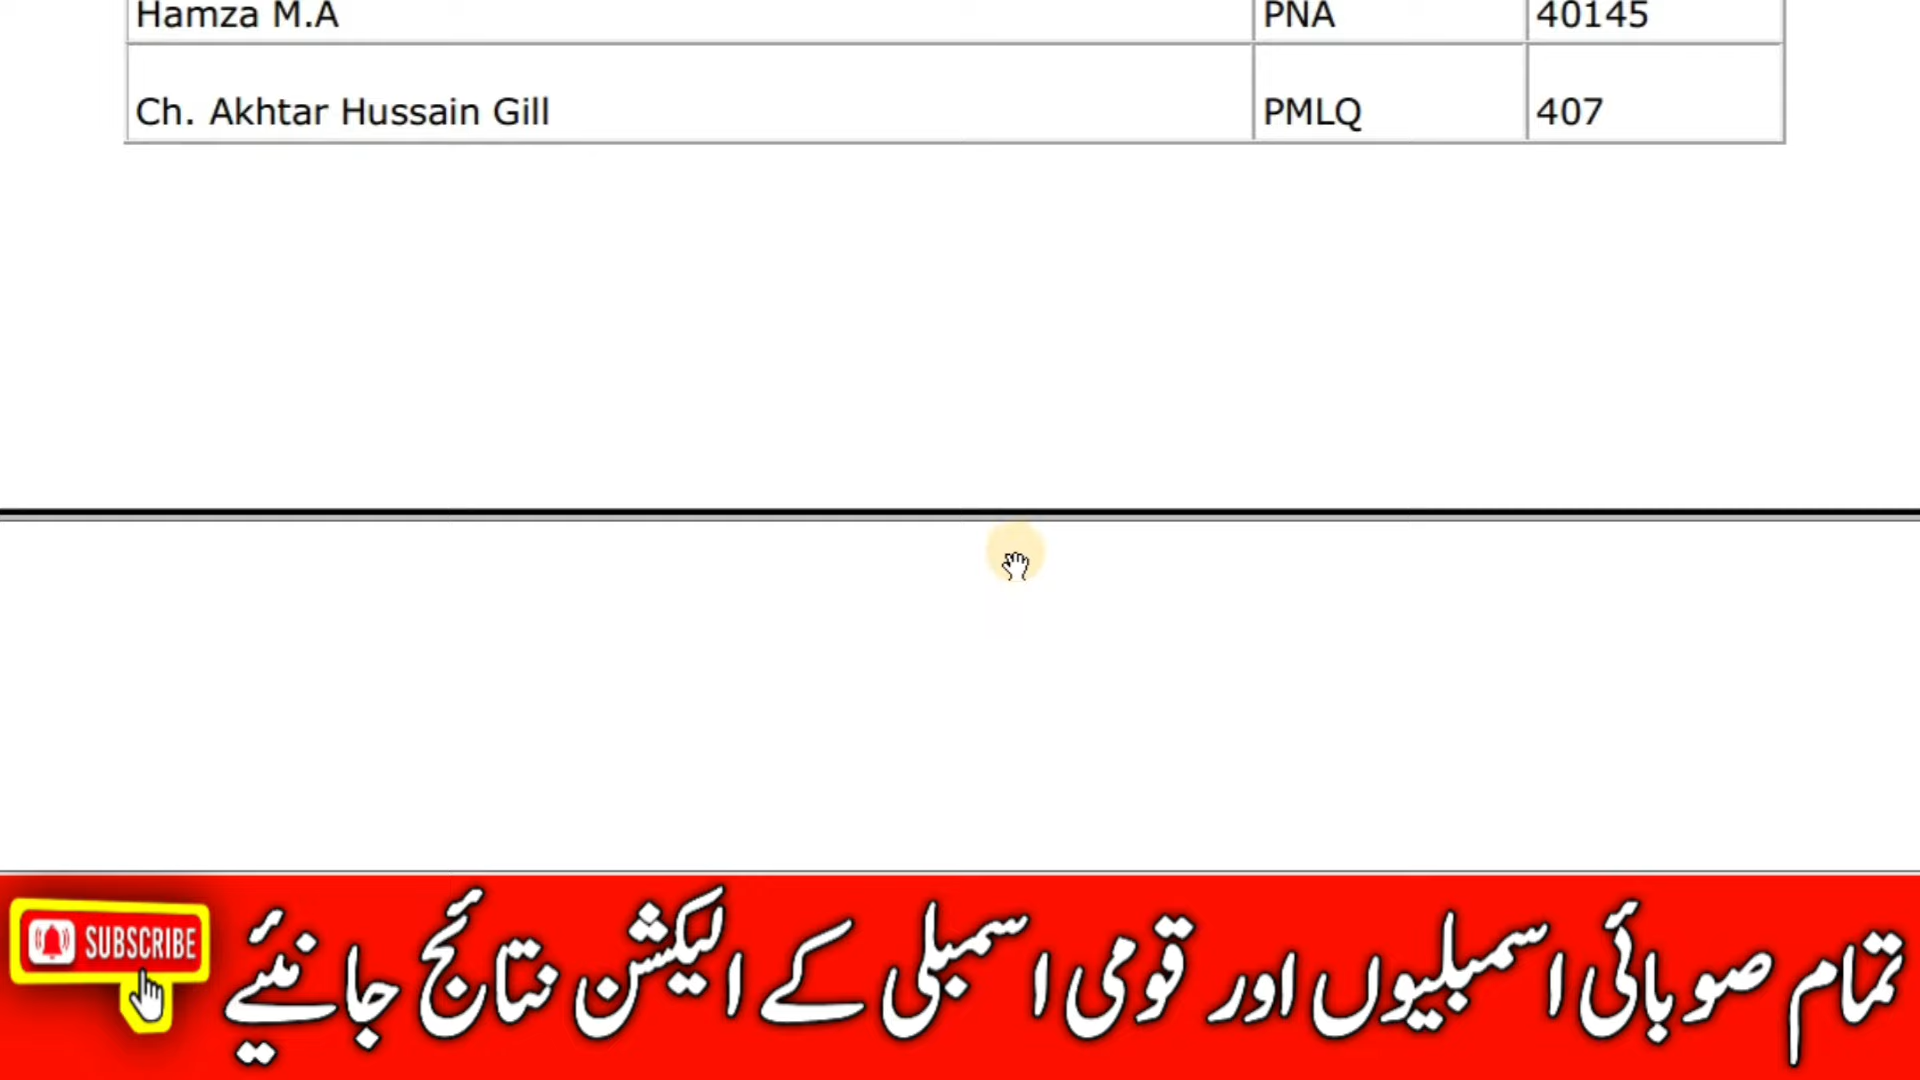 Hamza M.A PNA 40145
Ch. Akhtar Hussain Gill PMLQ 407
SUBSCRIBE
تمام صوبائی اسمبلیوں اور قومی اسمبلی کے الیکشن نتائج جانیئے